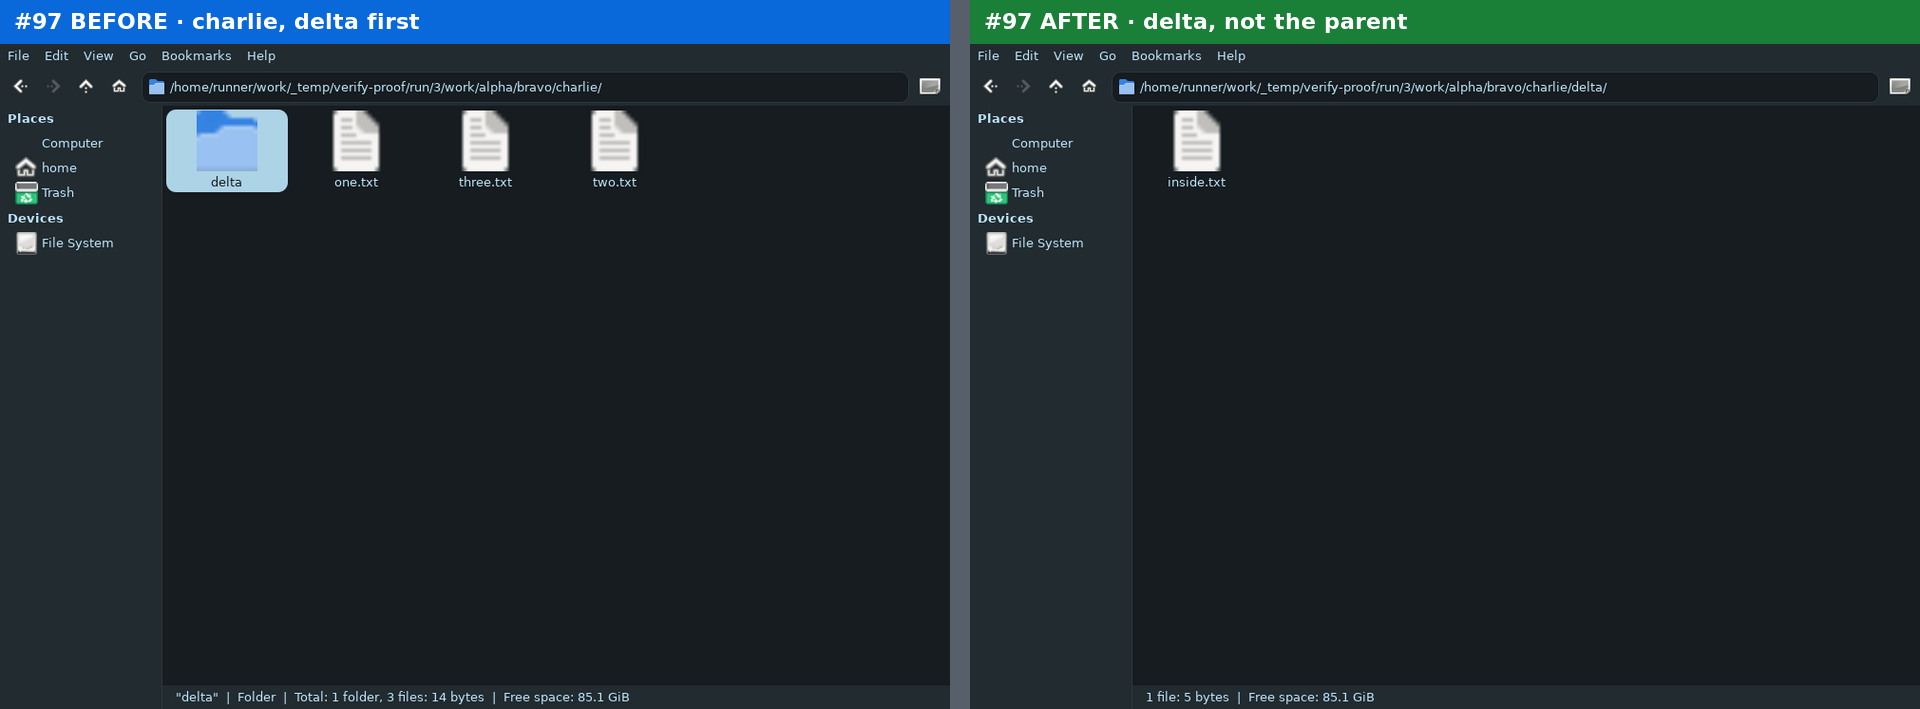 #97 BEFORE · charlie, delta first
File Edit View Go Bookmarks Help
/home/runner/work/_temp/verify-proof/run/3/work/alpha/bravo/charlie/
Places
Computer
home
Trash
Devices
File System
delta
one.txt
three.txt
two.txt
"delta" | Folder | Total: 1 folder, 3 files: 14 bytes | Free space: 85.1 GiB
#97 AFTER · delta, not the parent
File Edit View Go Bookmarks Help
/home/runner/work/_temp/verify-proof/run/3/work/alpha/bravo/charlie/delta/
Places
Computer
home
Trash
Devices
File System
inside.txt
1 file: 5 bytes | Free space: 85.1 GiB